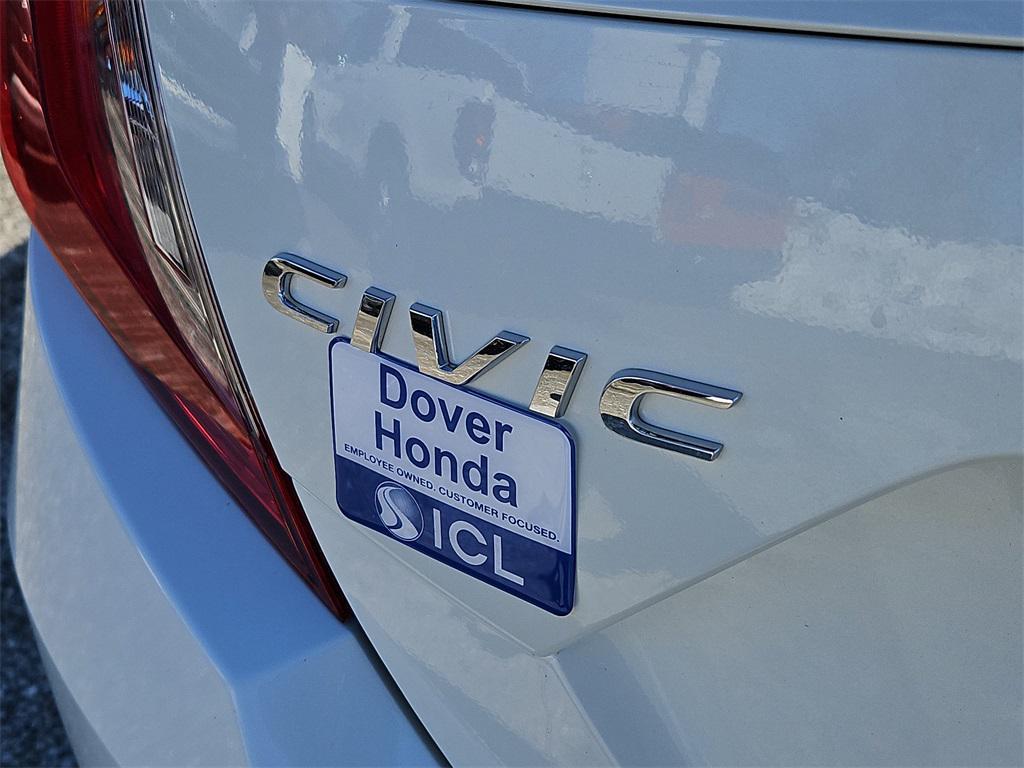 CIVIC
Dover
Honda
EMPLOYEE OWNED. CUSTOMER FOCUSED.
ICL